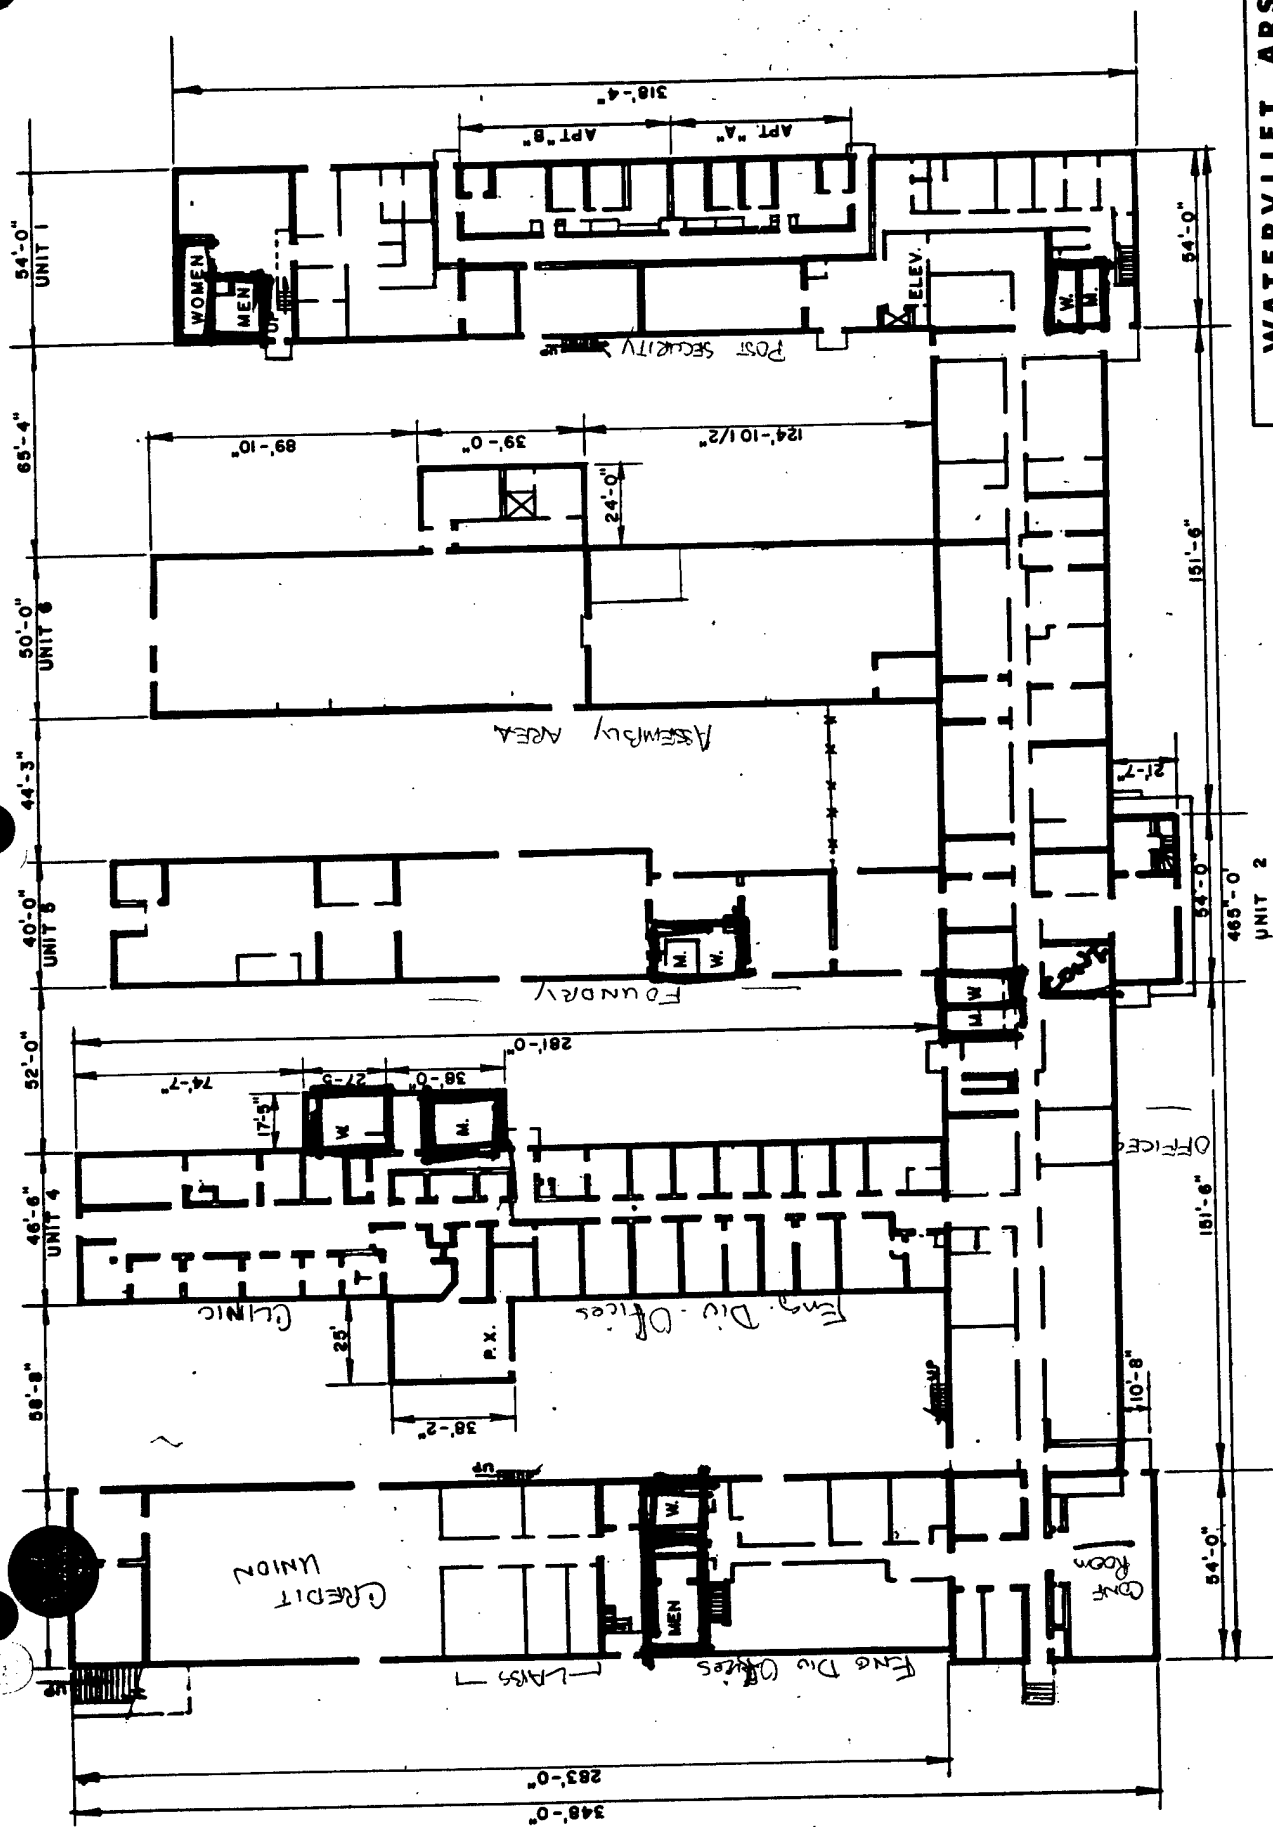 WATERVLIET ARS
318'-4"
APT. "B"
APT. "A"
54'-0"
UNIT 1
WOMEN
MEN
UP
ELEV.
W.
M.
54'-0"
UP
POST SECURITY
65'-4"
89'-10"
39'-0"
124'-10 1/2"
24'-0"
151'-6"
50'-0"
UNIT 6
ASSEMBLY AREA
44'-3"
21'-7"
40'-0"
UNIT 5
M.
W.
54'-0"
465'-0"
UNIT 2
FOUNDRY
W.
M.
52'-0"
281'-0"
74'-7"
27-5
38'-0"
17'-5"
W.
M.
OFFICES
46'-6"
UNIT 4
T
151'-6"
CLINIC
Eng. Div. Offices
25'
P.X.
58'-8"
38'-2"
UP
10'-8"
UP
W.
CREDIT
UNION
MEN
CONF
ROOM
54'-0"
UP
LABS
ENG DIV Offices
283'-0"
348'-0"